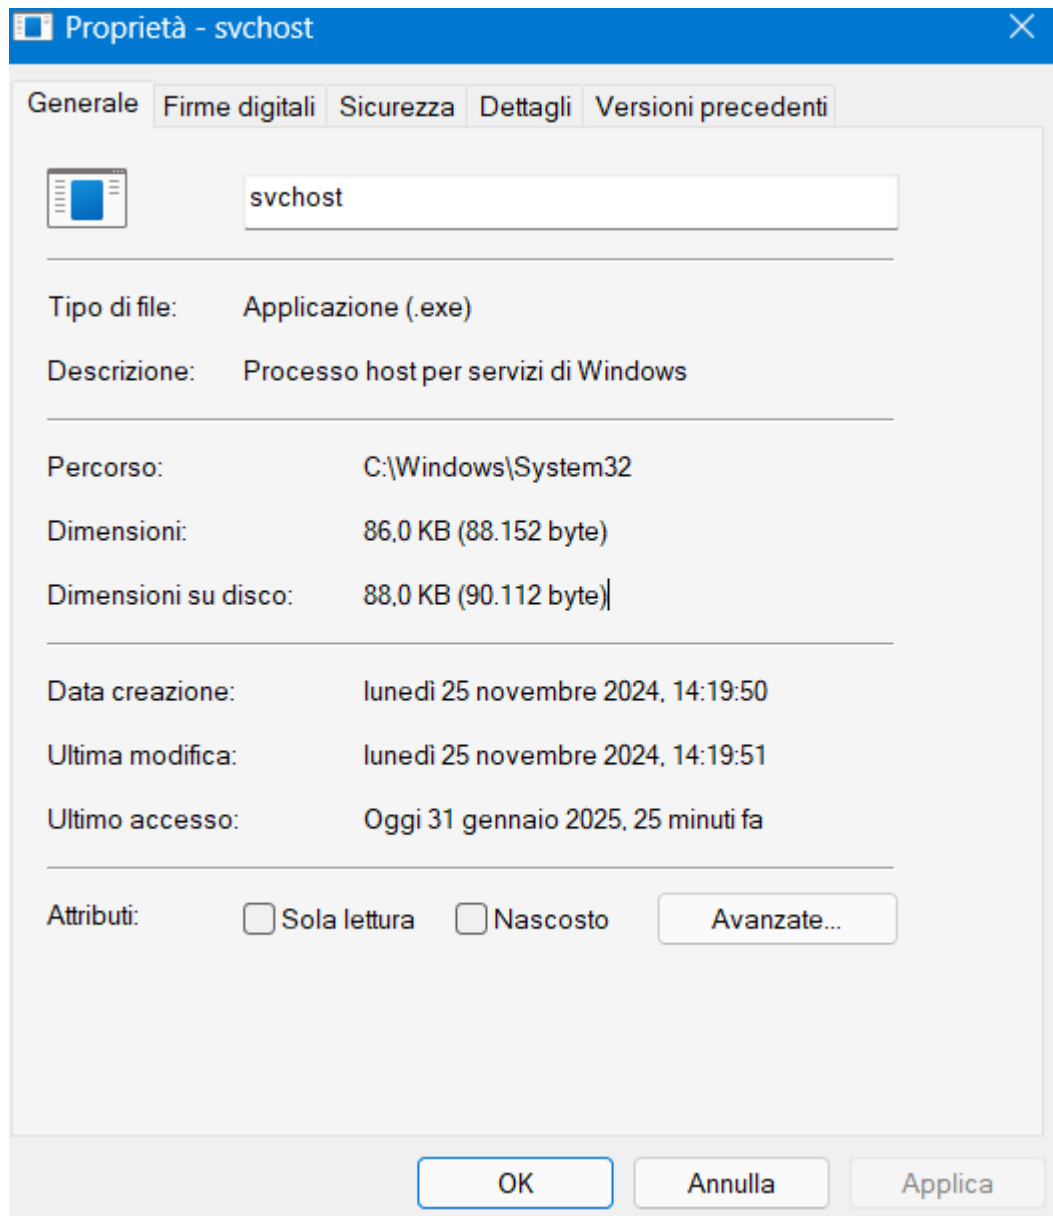 Proprietà - svchost
Generale Firme digitali Sicurezza Dettagli Versioni precedenti
svchost
Tipo di file: Applicazione (.exe)
Descrizione: Processo host per servizi di Windows
Percorso: C:\Windows\System32
Dimensioni: 86,0 KB (88.152 byte)
Dimensioni su disco: 88,0 KB (90.112 byte)
Data creazione: lunedì 25 novembre 2024, 14:19:50
Ultima modifica: lunedì 25 novembre 2024, 14:19:51
Ultimo accesso: Oggi 31 gennaio 2025, 25 minuti fa
Attributi: Sola lettura Nascosto Avanzate...
OK Annulla Applica